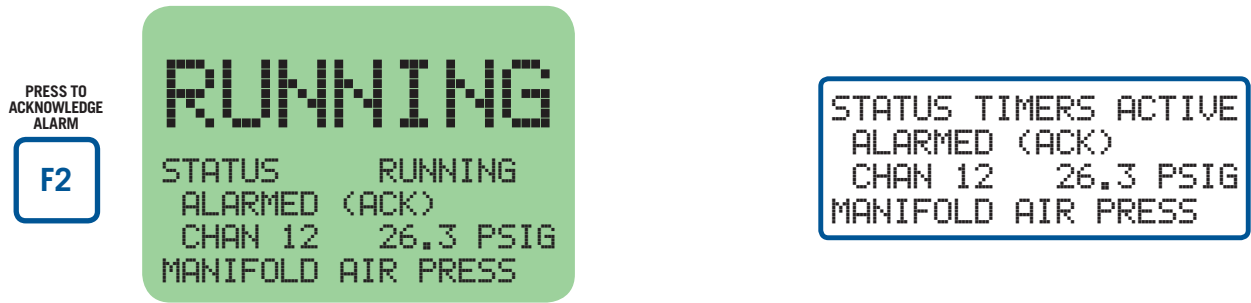 PRESS TO
ACKNOWLEDGE
ALARM
F2
RUNNING
STATUS RUNNING
ALARMED (ACK)
CHAN 12 26.3 PSIG
MANIFOLD AIR PRESS
STATUS TIMERS ACTIVE
ALARMED (ACK)
CHAN 12 26.3 PSIG
MANIFOLD AIR PRESS